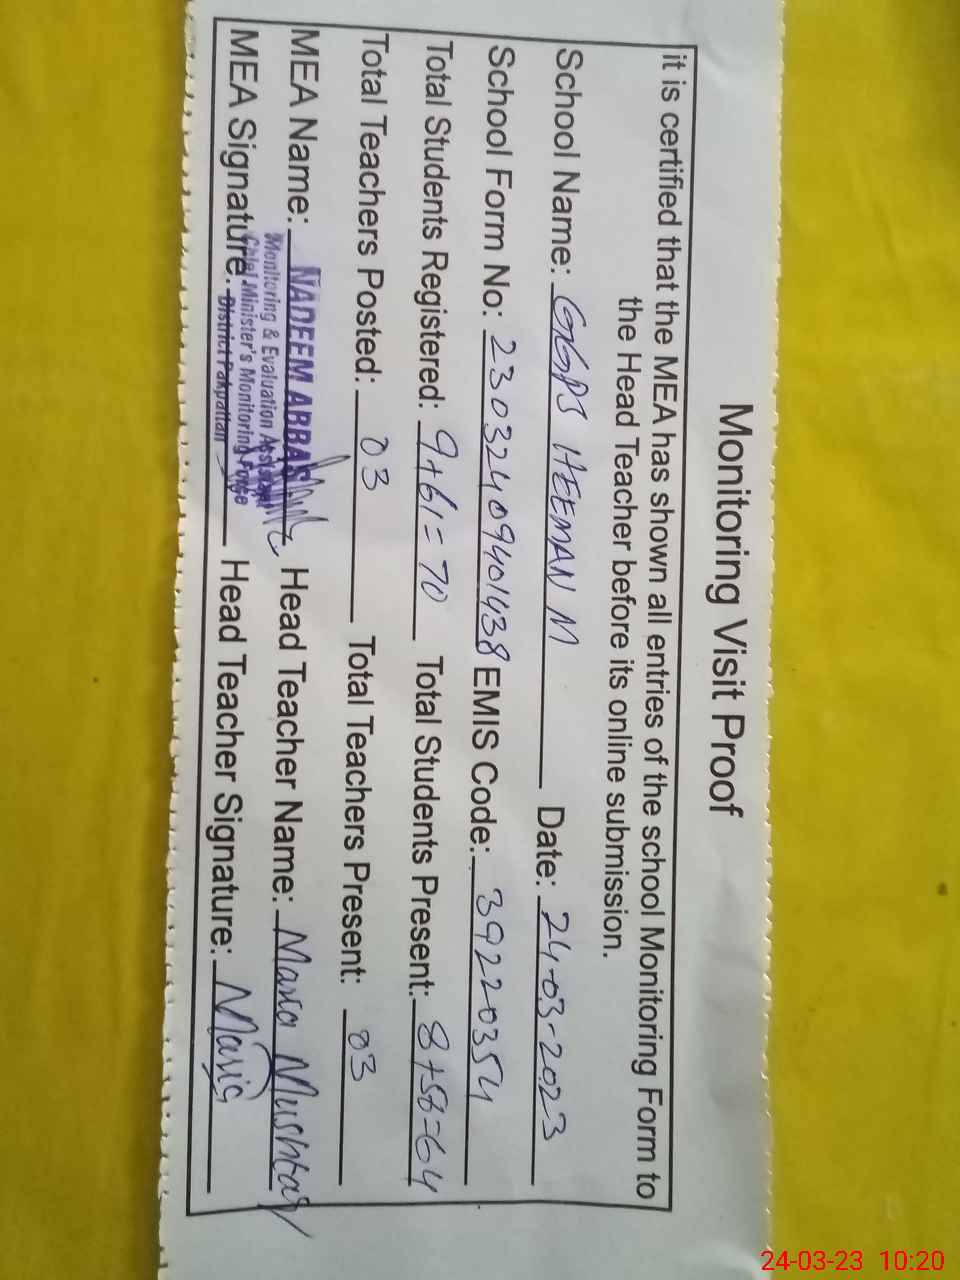 Monitoring Visit Proof
it is certified that the MEA has shown all entries of the school Monitoring Form to
the Head Teacher before its online submission.
School Name: GGPS HEEMAN M Date: 24-03-2023
School Form No: 23032409401438 EMIS Code: 39220354
Total Students Registered: 9+61=70 Total Students Present: 8+56=64
Total Teachers Posted: 03 Total Teachers Present: 03
MEA Name: NADEEM ABBAS Head Teacher Name: Maria Mushtaq
Monitoring & Evaluation Assistant
Chief Minister's Monitoring Force
District Pakpattan
MEA Signature: Head Teacher Signature: Maria
24-03-23 10:20